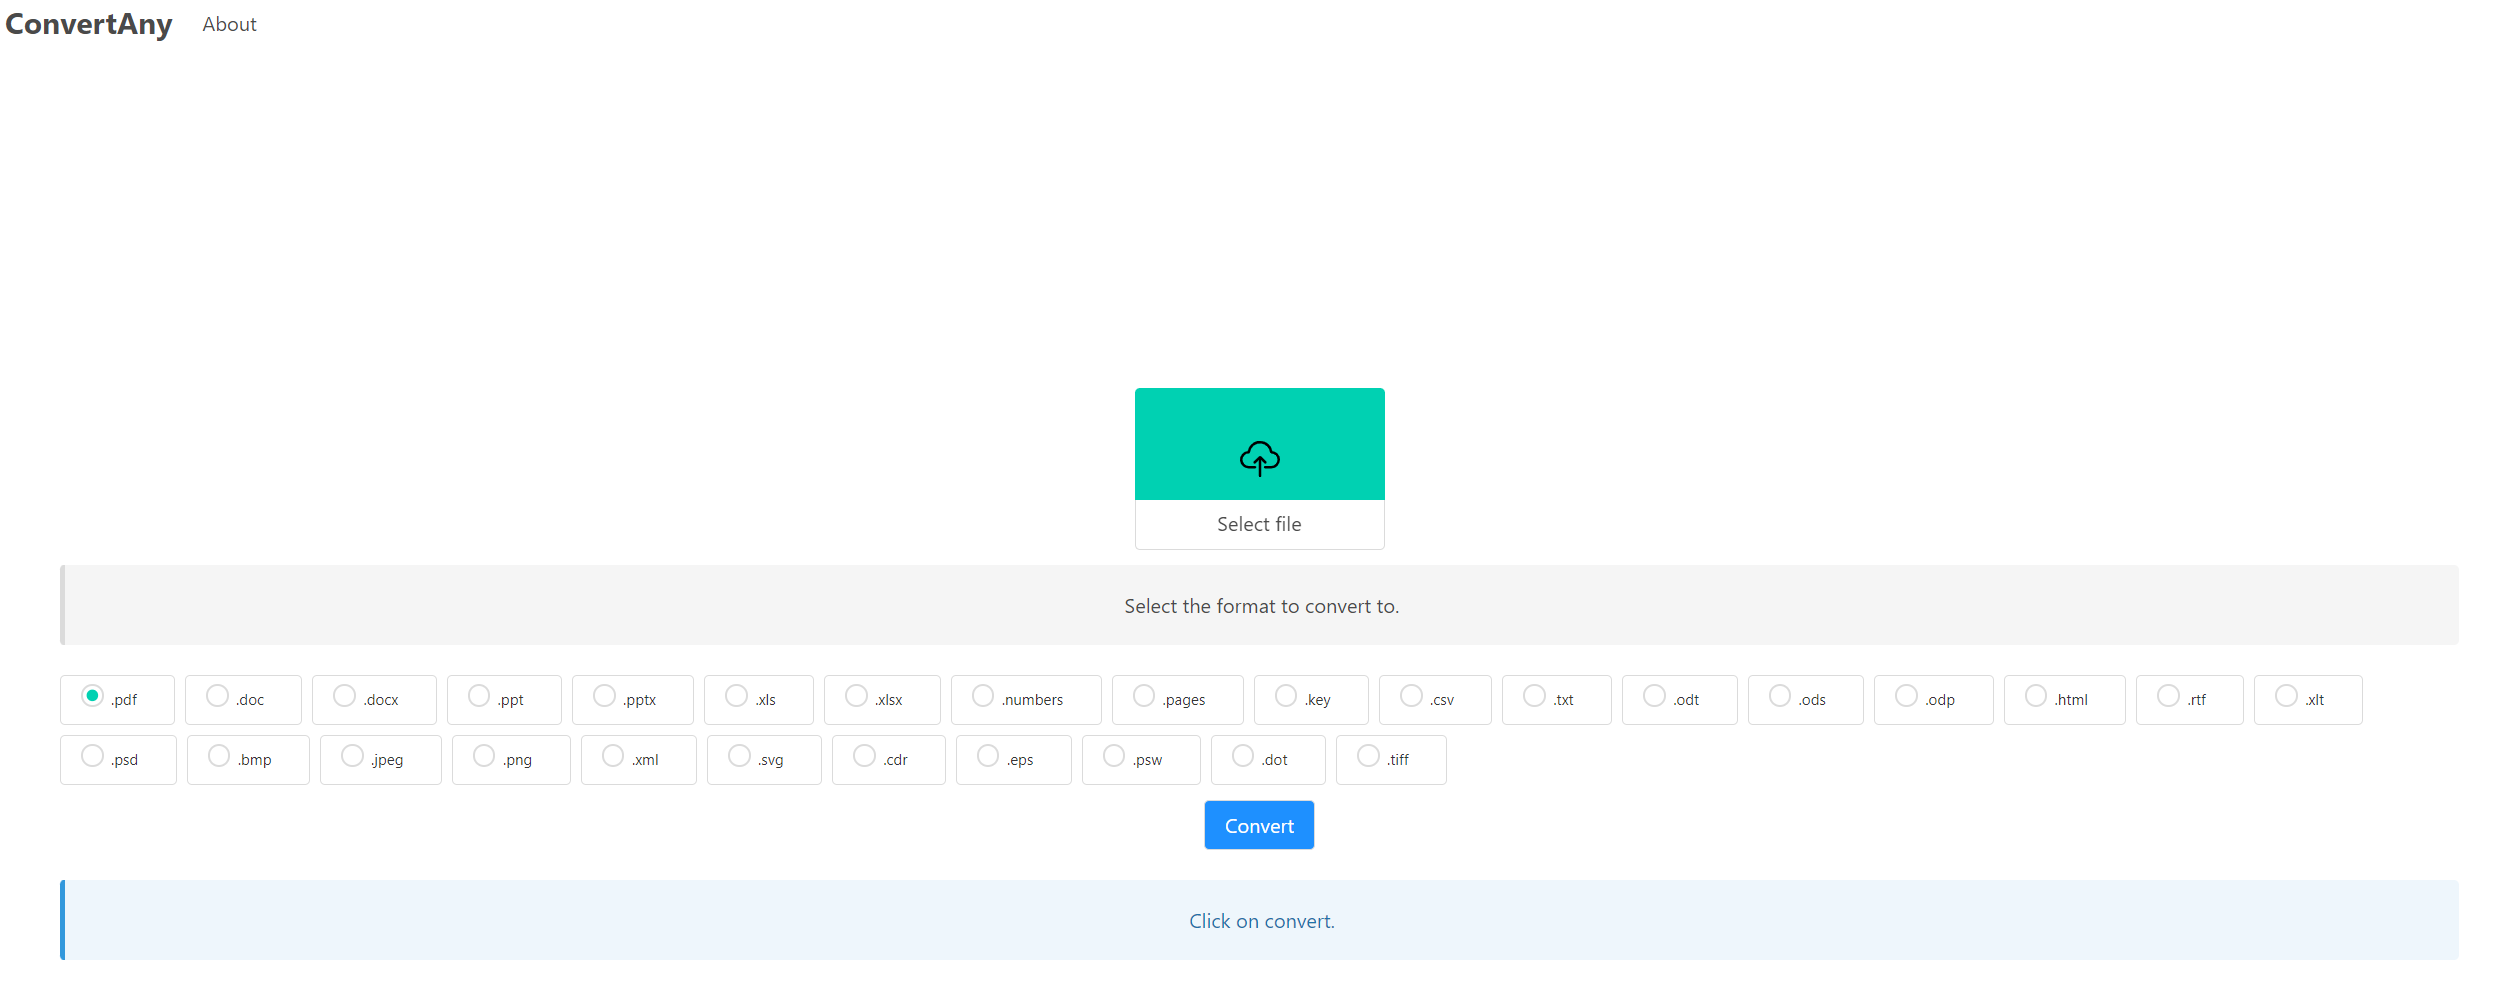 ConvertAny About
Select file
Select the format to convert to.
.pdf .doc .docx .ppt .pptx .xls .xlsx .numbers .pages .key .csv .txt .odt .ods .odp .html .rtf .xlt
.psd .bmp .jpeg .png .xml .svg .cdr .eps .psw .dot .tiff
Convert
Click on convert.